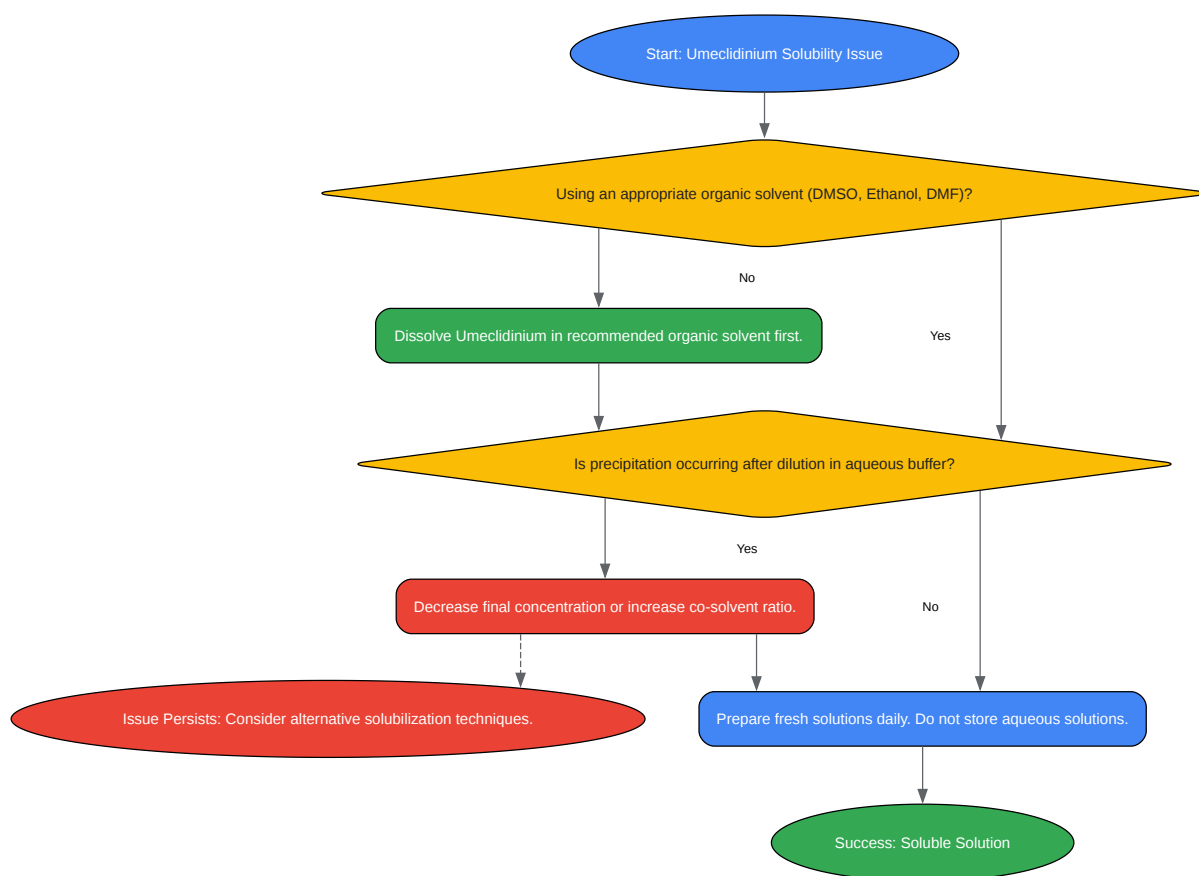 Start: Umeclidinium Solubility Issue
Using an appropriate organic solvent (DMSO, Ethanol, DMF)?
No
Dissolve Umeclidinium in recommended organic solvent first.
Yes
Is precipitation occurring after dilution in aqueous buffer?
Yes
Decrease final concentration or increase co-solvent ratio.
No
Issue Persists: Consider alternative solubilization techniques.
Prepare fresh solutions daily. Do not store aqueous solutions.
Success: Soluble Solution